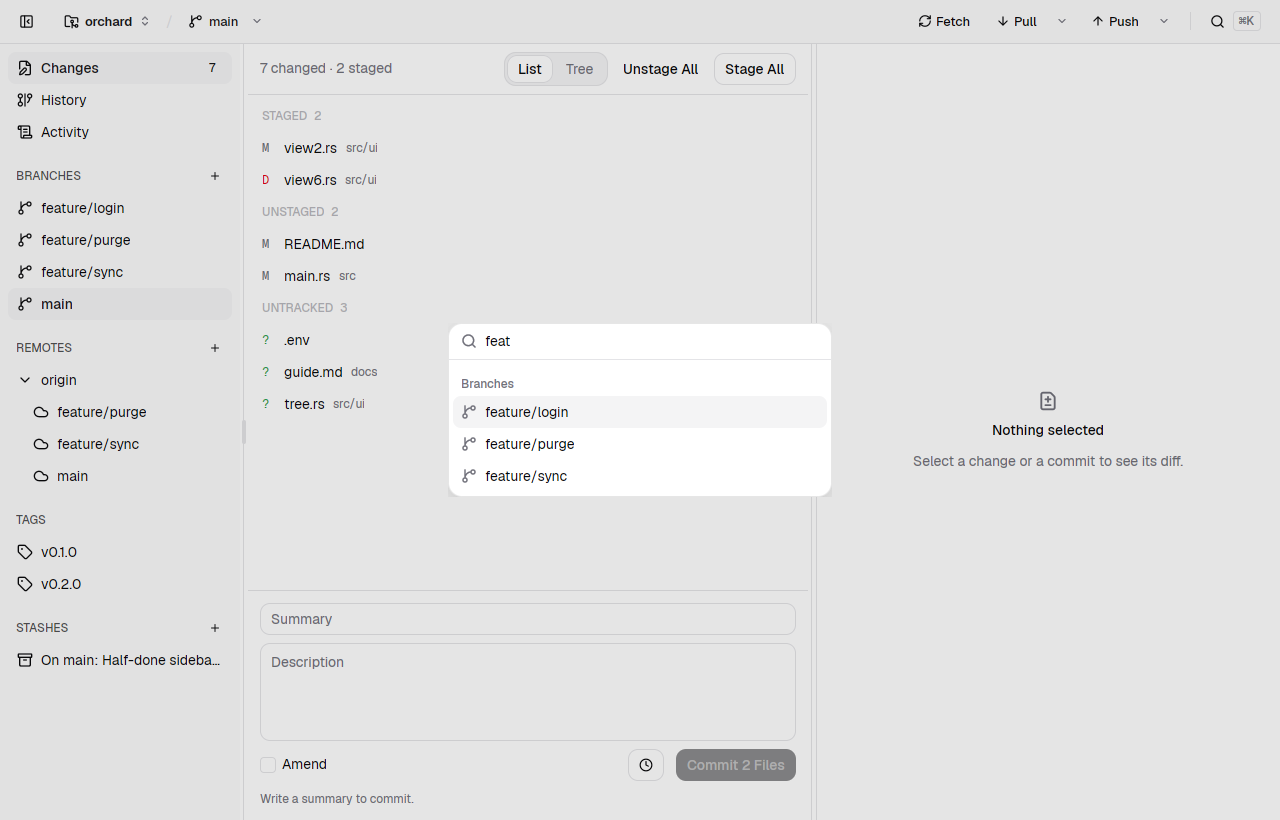 orchard / main
Fetch
Pull
Push
⌘K
Changes 7
History
Activity
BRANCHES
feature/login
feature/purge
feature/sync
main
REMOTES
origin
feature/purge
feature/sync
main
TAGS
v0.1.0
v0.2.0
STASHES
On main: Half-done sideba…
7 changed · 2 staged
List
Tree
Unstage All
Stage All
STAGED 2
M view2.rs src/ui
D view6.rs src/ui
UNSTAGED 2
M README.md
M main.rs src
UNTRACKED 3
? .env
? guide.md docs
? tree.rs src/ui
feat
Branches
feature/login
feature/purge
feature/sync
Summary
Description
Amend
Commit 2 Files
Write a summary to commit.
Nothing selected
Select a change or a commit to see its diff.